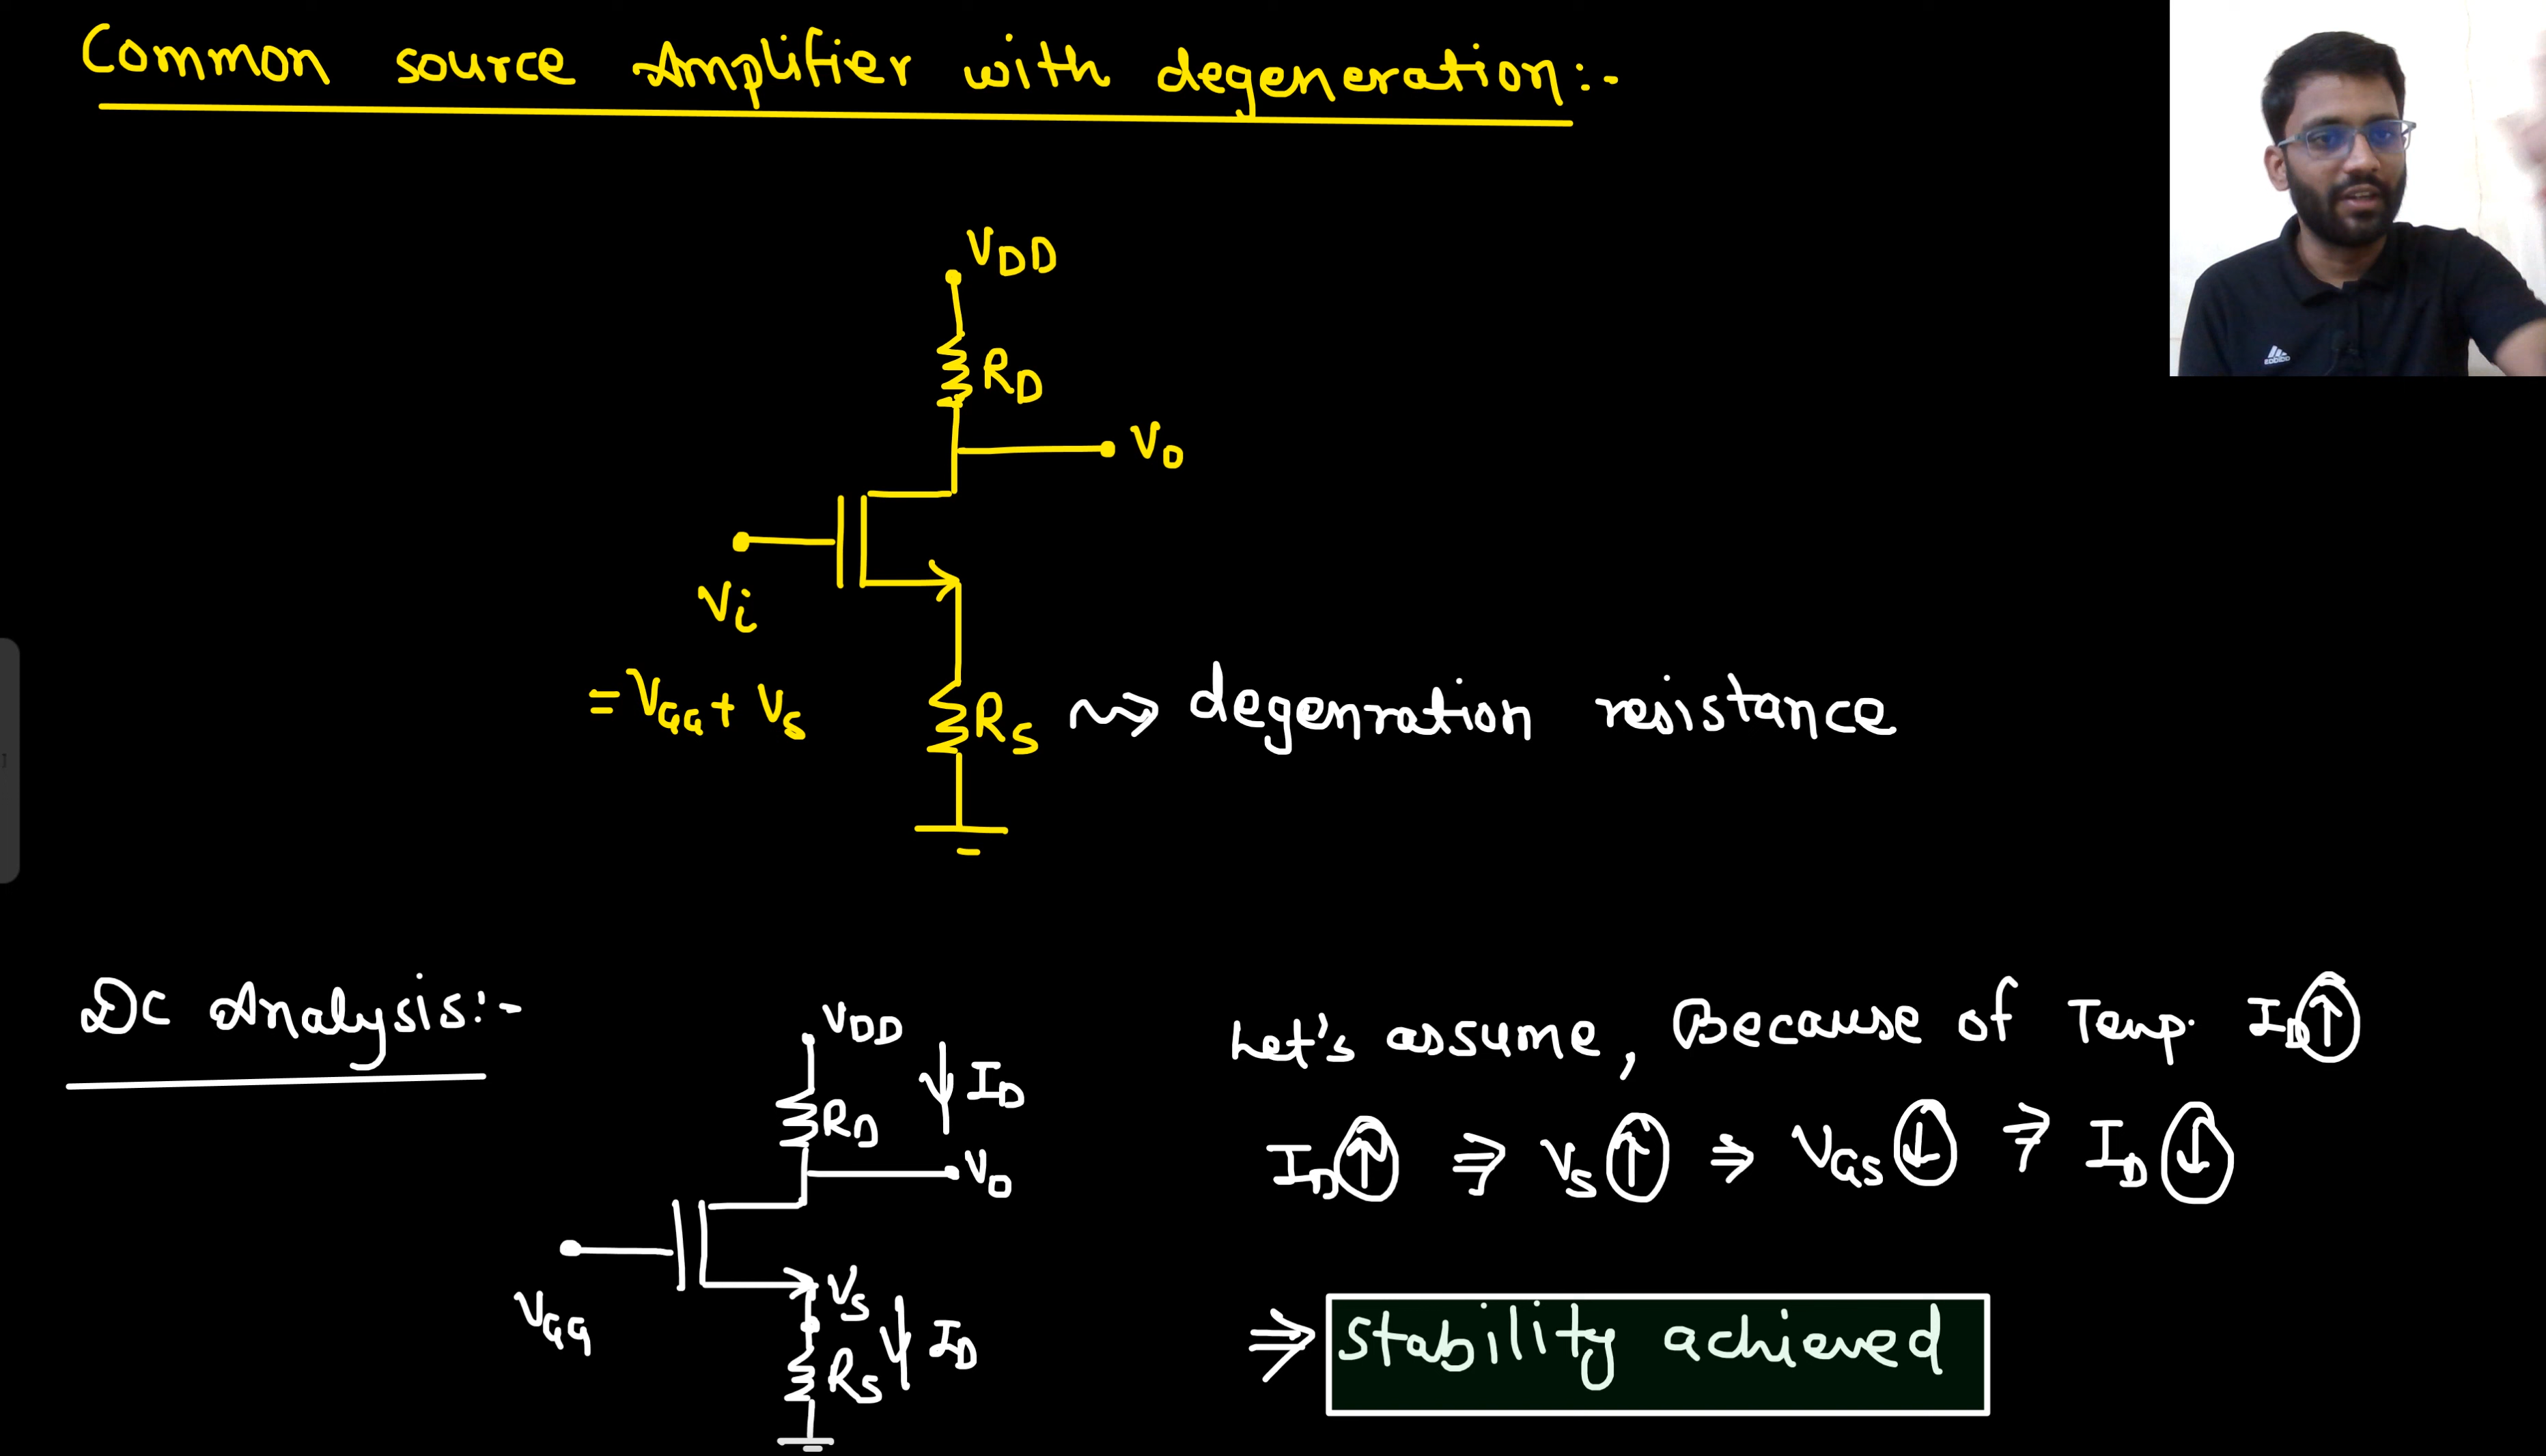 Common source Amplifier with degeneration:-
VDD
RD
Vo
Vi
= VGG + Vs
Rs ⇝ degenration resistance
DC Analysis:-
VDD
ID
RD
Vo
VGG
Vs
Rs
ID
Let's assume, Because of Temp. ID↑
ID↑ ⇒ Vs↑ ⇒ VGS↓ ⇒ ID↓
⇒ Stability achieved